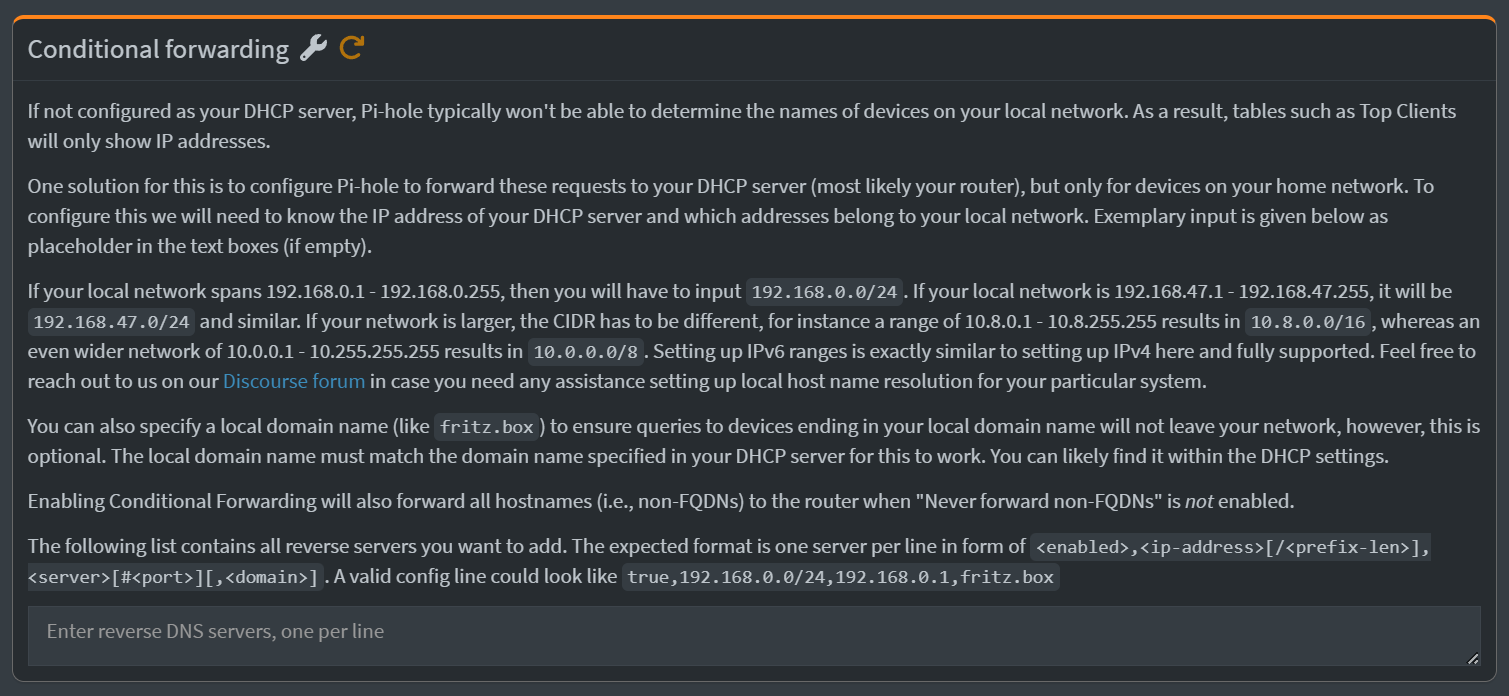 Conditional forwarding
If not configured as your DHCP server, Pi-hole typically won't be able to determine the names of devices on your local network. As a result, tables such as Top Clients
will only show IP addresses.
One solution for this is to configure Pi-hole to forward these requests to your DHCP server (most likely your router), but only for devices on your home network. To
configure this we will need to know the IP address of your DHCP server and which addresses belong to your local network. Exemplary input is given below as
placeholder in the text boxes (if empty).
If your local network spans 192.168.0.1 - 192.168.0.255, then you will have to input 192.168.0.0/24. If your local network is 192.168.47.1 - 192.168.47.255, it will be
192.168.47.0/24 and similar. If your network is larger, the CIDR has to be different, for instance a range of 10.8.0.1 - 10.8.255.255 results in 10.8.0.0/16, whereas an
even wider network of 10.0.0.1 - 10.255.255.255 results in 10.0.0.0/8. Setting up IPv6 ranges is exactly similar to setting up IPv4 here and fully supported. Feel free to
reach out to us on our Discourse forum in case you need any assistance setting up local host name resolution for your particular system.
You can also specify a local domain name (like fritz.box) to ensure queries to devices ending in your local domain name will not leave your network, however, this is
optional. The local domain name must match the domain name specified in your DHCP server for this to work. You can likely find it within the DHCP settings.
Enabling Conditional Forwarding will also forward all hostnames (i.e., non-FQDNs) to the router when "Never forward non-FQDNs" is not enabled.
The following list contains all reverse servers you want to add. The expected format is one server per line in form of <enabled>,<ip-address>[/<prefix-len>],
<server>[#<port>][,<domain>]. A valid config line could look like true,192.168.0.0/24,192.168.0.1,fritz.box
Enter reverse DNS servers, one per line